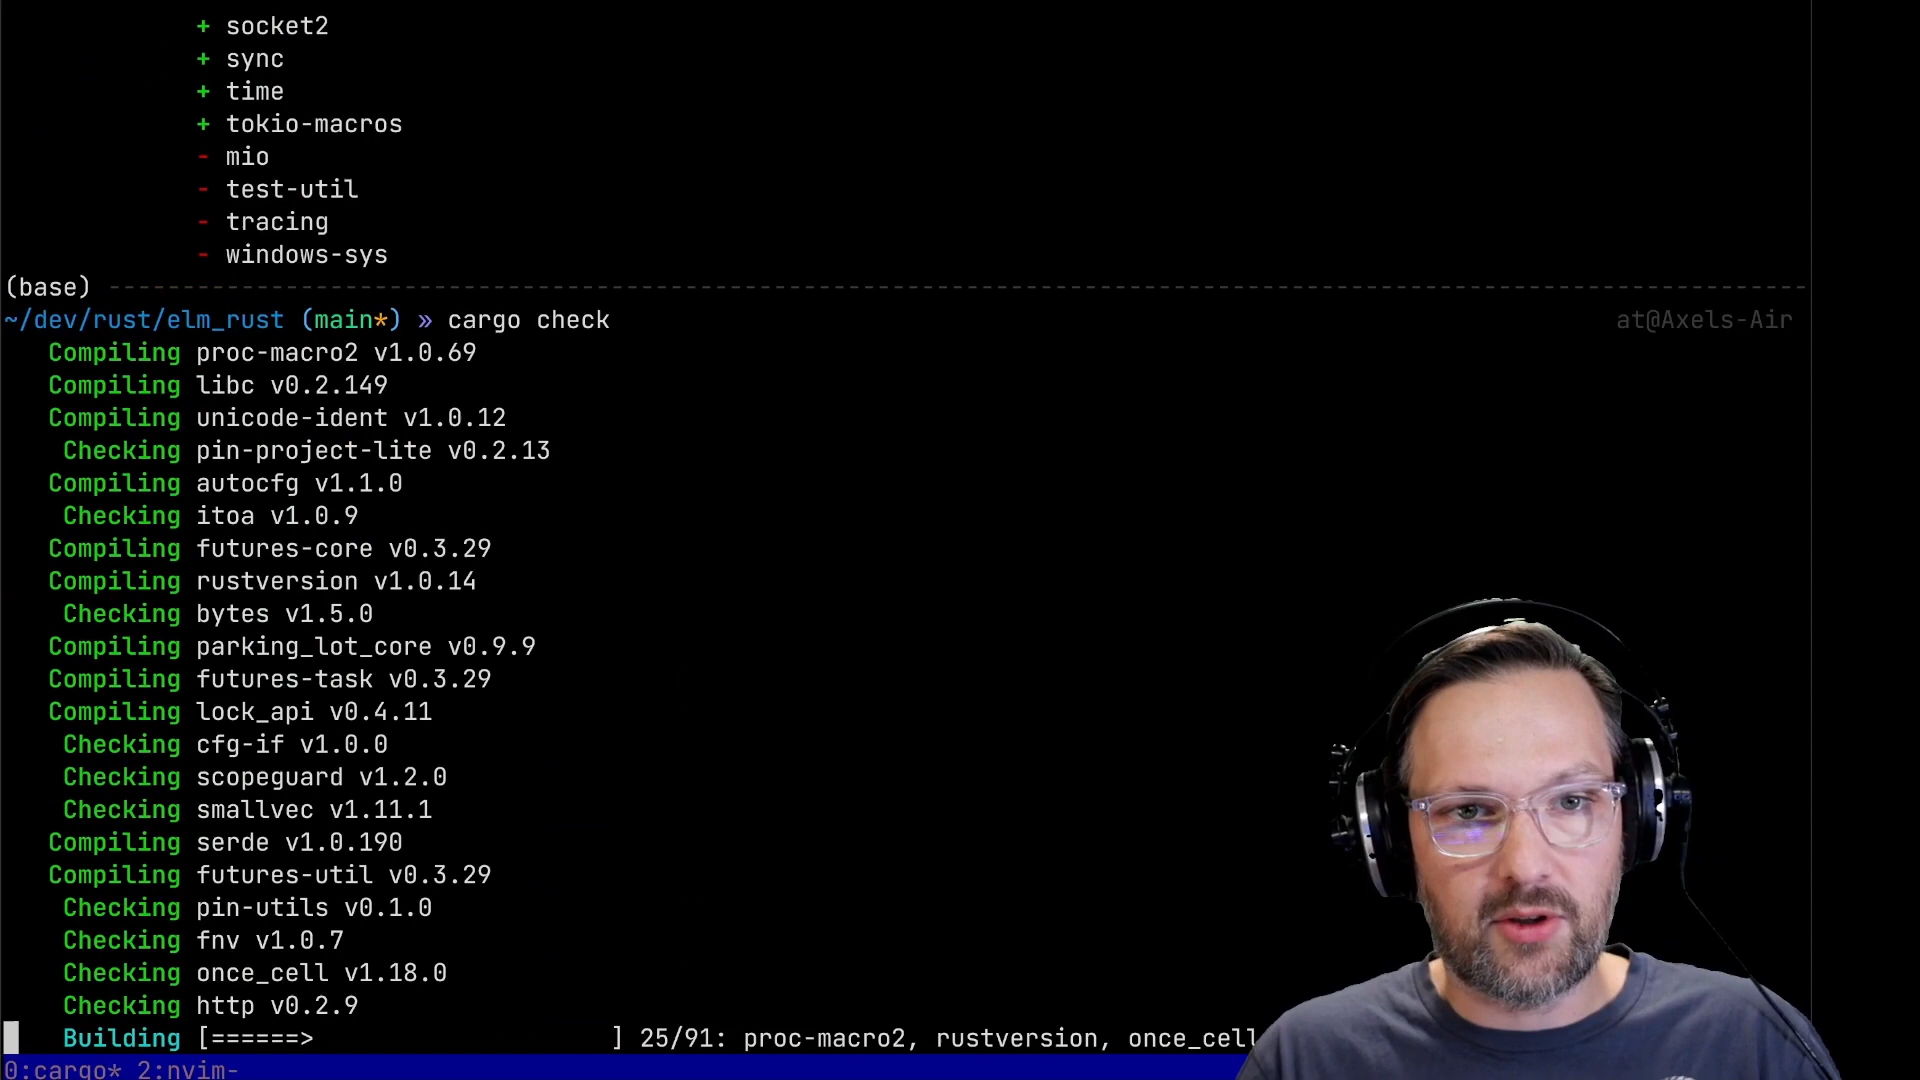 + socket2
+ sync
+ time
+ tokio-macros
- mio
- test-util
- tracing
- windows-sys
(base)
~/dev/rust/elm_rust (main*) » cargo check at@Axels-Air
Compiling proc-macro2 v1.0.69
Compiling libc v0.2.149
Compiling unicode-ident v1.0.12
Checking pin-project-lite v0.2.13
Compiling autocfg v1.1.0
Checking itoa v1.0.9
Compiling futures-core v0.3.29
Compiling rustversion v1.0.14
Checking bytes v1.5.0
Compiling parking_lot_core v0.9.9
Compiling futures-task v0.3.29
Compiling lock_api v0.4.11
Checking cfg-if v1.0.0
Checking scopeguard v1.2.0
Checking smallvec v1.11.1
Compiling serde v1.0.190
Compiling futures-util v0.3.29
Checking pin-utils v0.1.0
Checking fnv v1.0.7
Checking once_cell v1.18.0
Checking http v0.2.9
Building [======> ] 25/91: proc-macro2, rustversion, once_cell
0:cargo* 2:nvim-